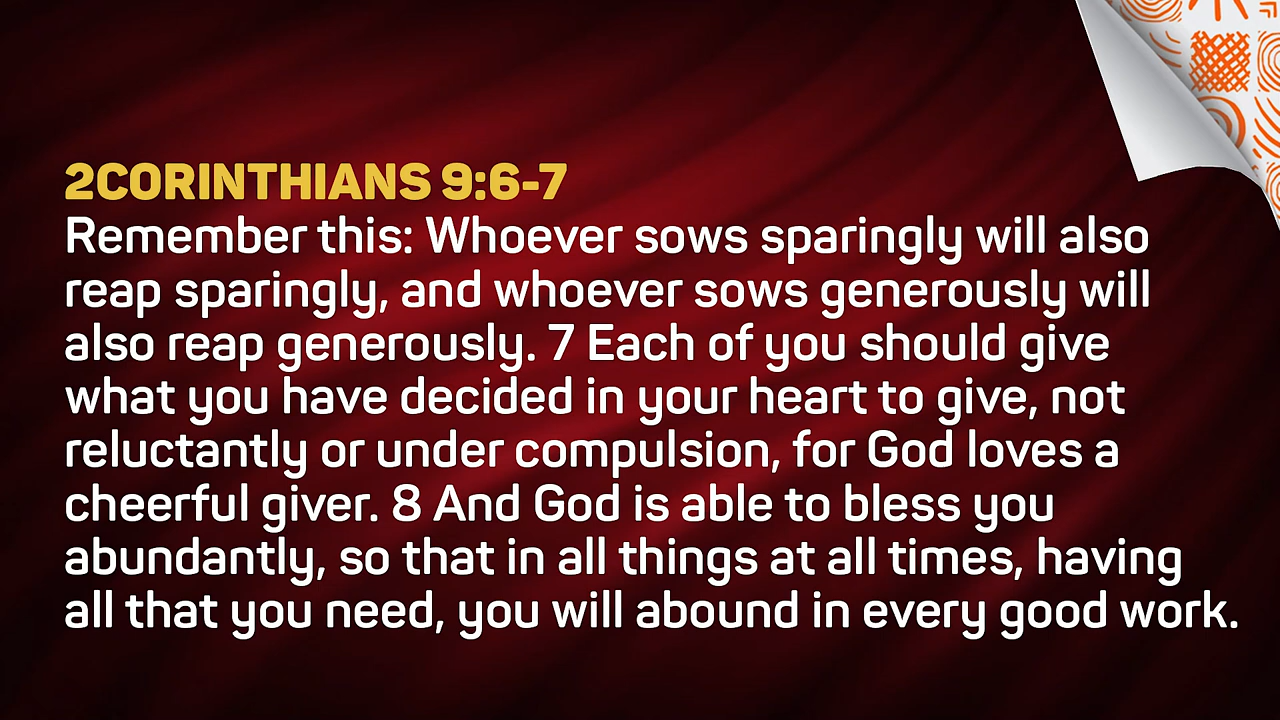 2CORINTHIANS 9:6-7
Remember this: Whoever sows sparingly will also
reap sparingly, and whoever sows generously will
also reap generously. 7 Each of you should give
what you have decided in your heart to give, not
reluctantly or under compulsion, for God loves a
cheerful giver. 8 And God is able to bless you
abundantly, so that in all things at all times, having
all that you need, you will abound in every good work.